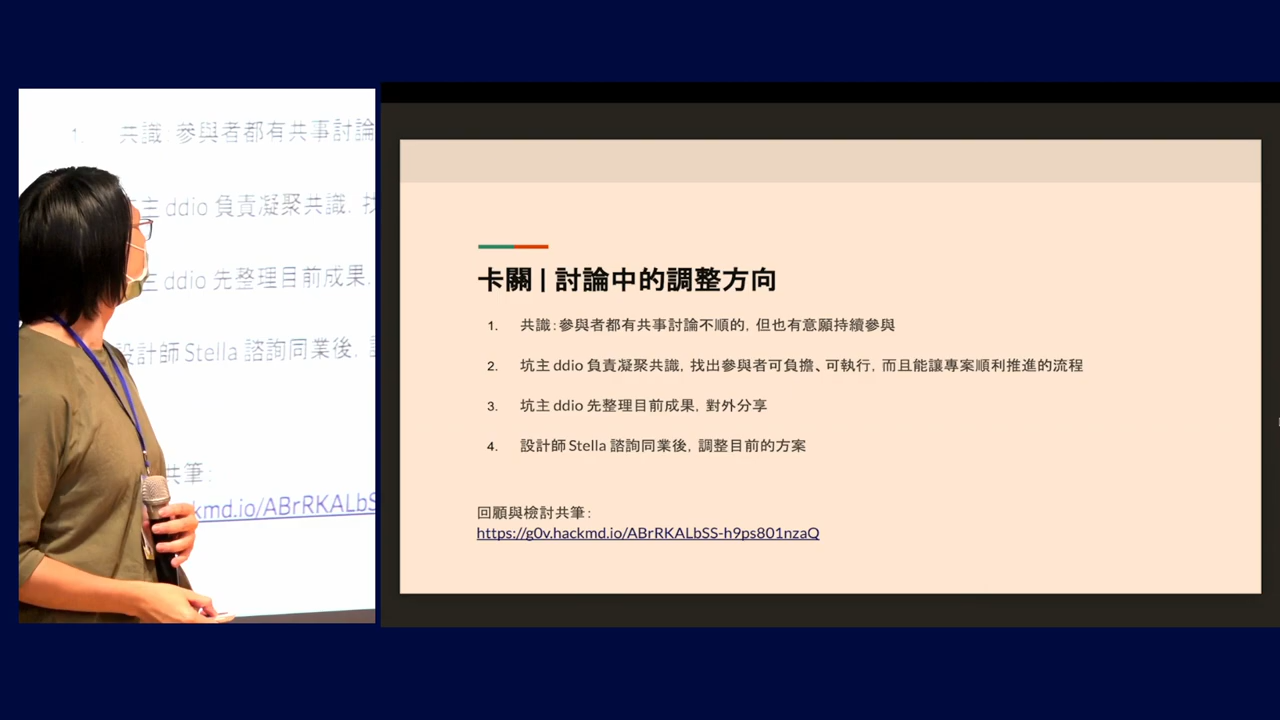 1. 共識:參與者都有共事討論
主 ddio 負責凝聚共識, 找
主 ddio 先整理目前成果,
設計師 Stella 諮詢同業後,
共筆:
kmd.io/ABrRKALbS
卡關 | 討論中的調整方向
1. 共識:參與者都有共事討論不順的, 但也有意願持續參與
2. 坑主 ddio 負責凝聚共識, 找出參與者可負擔、可執行, 而且能讓專案順利推進的流程
3. 坑主 ddio 先整理目前成果, 對外分享
4. 設計師 Stella 諮詢同業後, 調整目前的方案
回顧與檢討共筆:
https://g0v.hackmd.io/ABrRKALbSS-h9ps801nzaQ